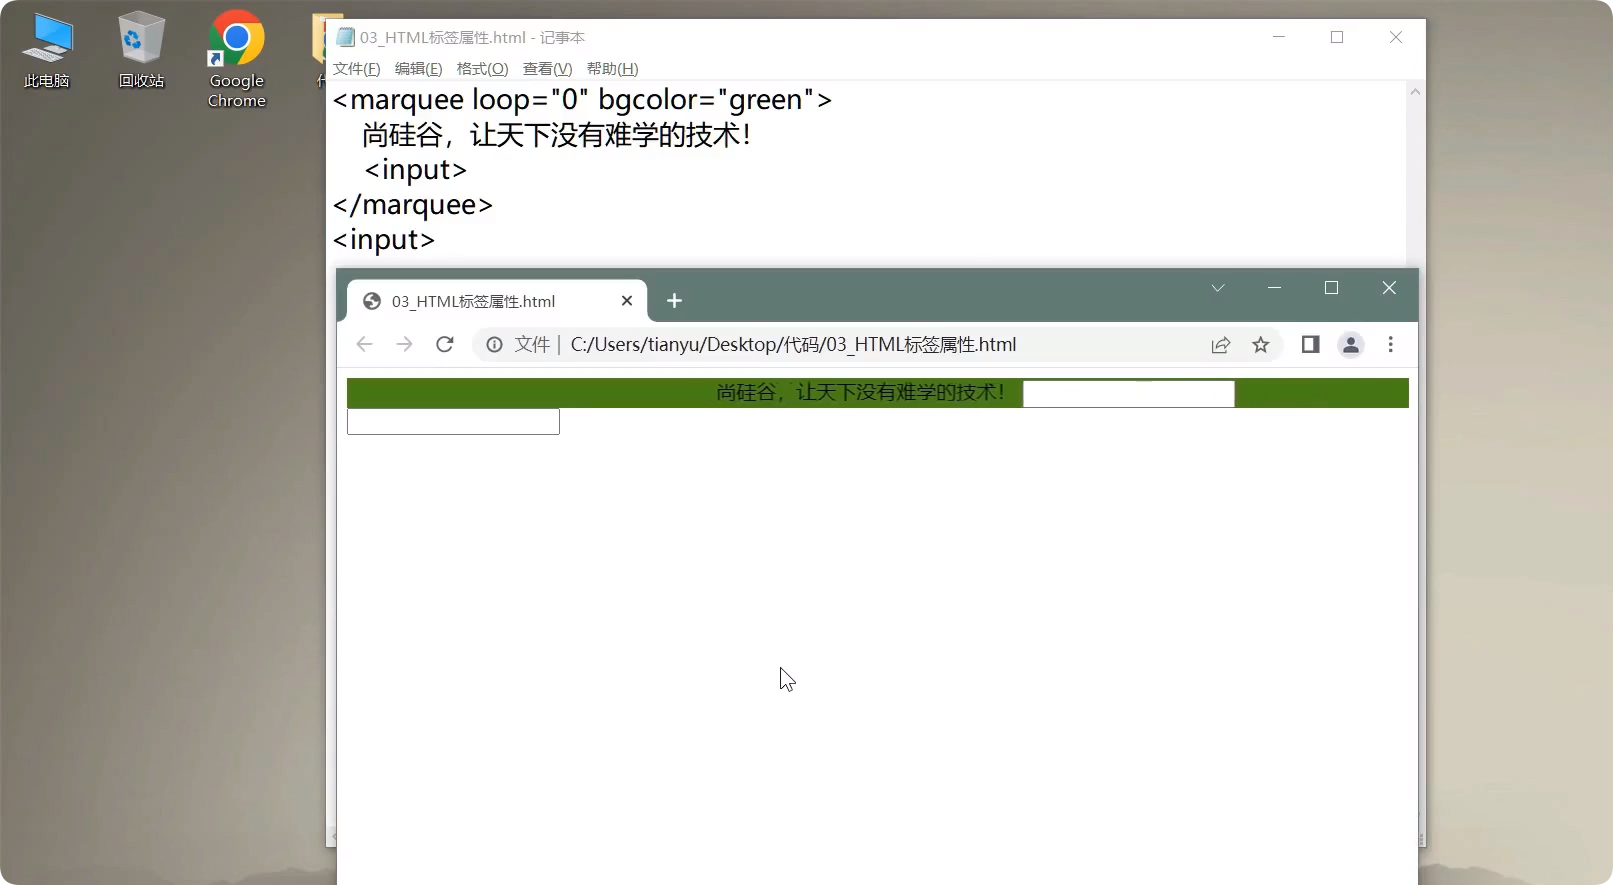 此电脑
回收站
Google
Chrome
03_HTML标签属性.html - 记事本
文件(F) 编辑(E) 格式(O) 查看(V) 帮助(H)
<marquee loop="0" bgcolor="green">
尚硅谷，让天下没有难学的技术！
<input>
</marquee>
<input>
03_HTML标签属性.html
文件 | C:/Users/tianyu/Desktop/代码/03_HTML标签属性.html
尚硅谷，让天下没有难学的技术！